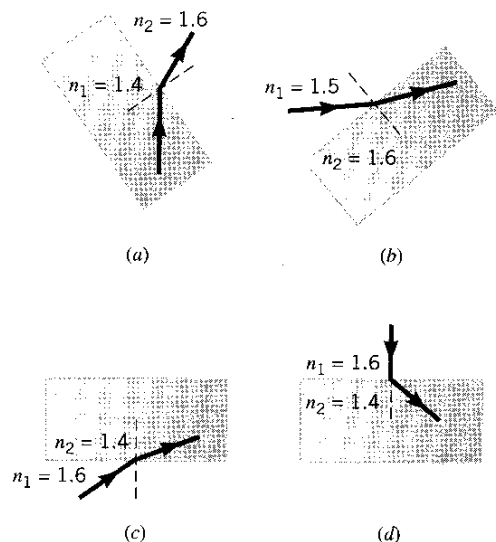 n₂ = 1.6
n₁ = 1.4
n₁ = 1.5
n₂ = 1.6
(a)
(b)
n₁ = 1.6
n₂ = 1.4
n₂ = 1.4
n₁ = 1.6
(c)
(d)